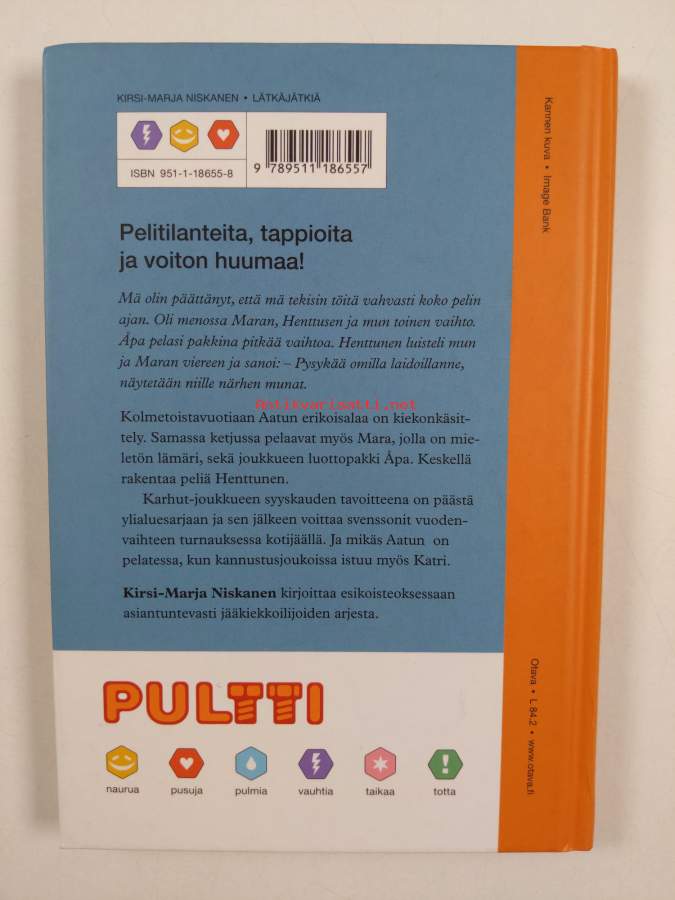 KIRSI-MARJA NISKANEN • LÄTKÄJÄTKIÄ
ISBN 951-1-18655-8
9 789511 186557
Pelitilanteita, tappioita
ja voiton huumaa!
Mä olin päättänyt, että mä tekisin töitä vahvasti koko pelin
ajan. Oli menossa Maran, Henttusen ja mun toinen vaihto.
Åpa pelasi pakkina pitkää vaihtoa. Henttunen luisteli mun
ja Maran viereen ja sanoi: – Pysykää omilla laidoillanne,
näytetään niille närhen munat.
Antikvarisatti.net
Kolmetoistavuotiaan Aatun erikoisalaa on kiekonkäsit-
tely. Samassa ketjussa pelaavat myös Mara, jolla on mie-
letön lämäri, sekä joukkueen luottopakki Åpa. Keskellä
rakentaa peliä Henttunen.
Karhut-joukkueen syyskauden tavoitteena on päästä
ylialuesarjaan ja sen jälkeen voittaa svenssonit vuoden-
vaihteen turnauksessa kotijäällä. Ja mikäs Aatun on
pelatessa, kun kannustusjoukoissa istuu myös Katri.
Kirsi-Marja Niskanen kirjoittaa esikoisteoksessaan
asiantuntevasti jääkiekkoilijoiden arjesta.
PULTTI
naurua pusuja pulmia vauhtia taikaa totta
Kannen kuva • Image Bank
Otava • L 84.2 • www.otava.fi